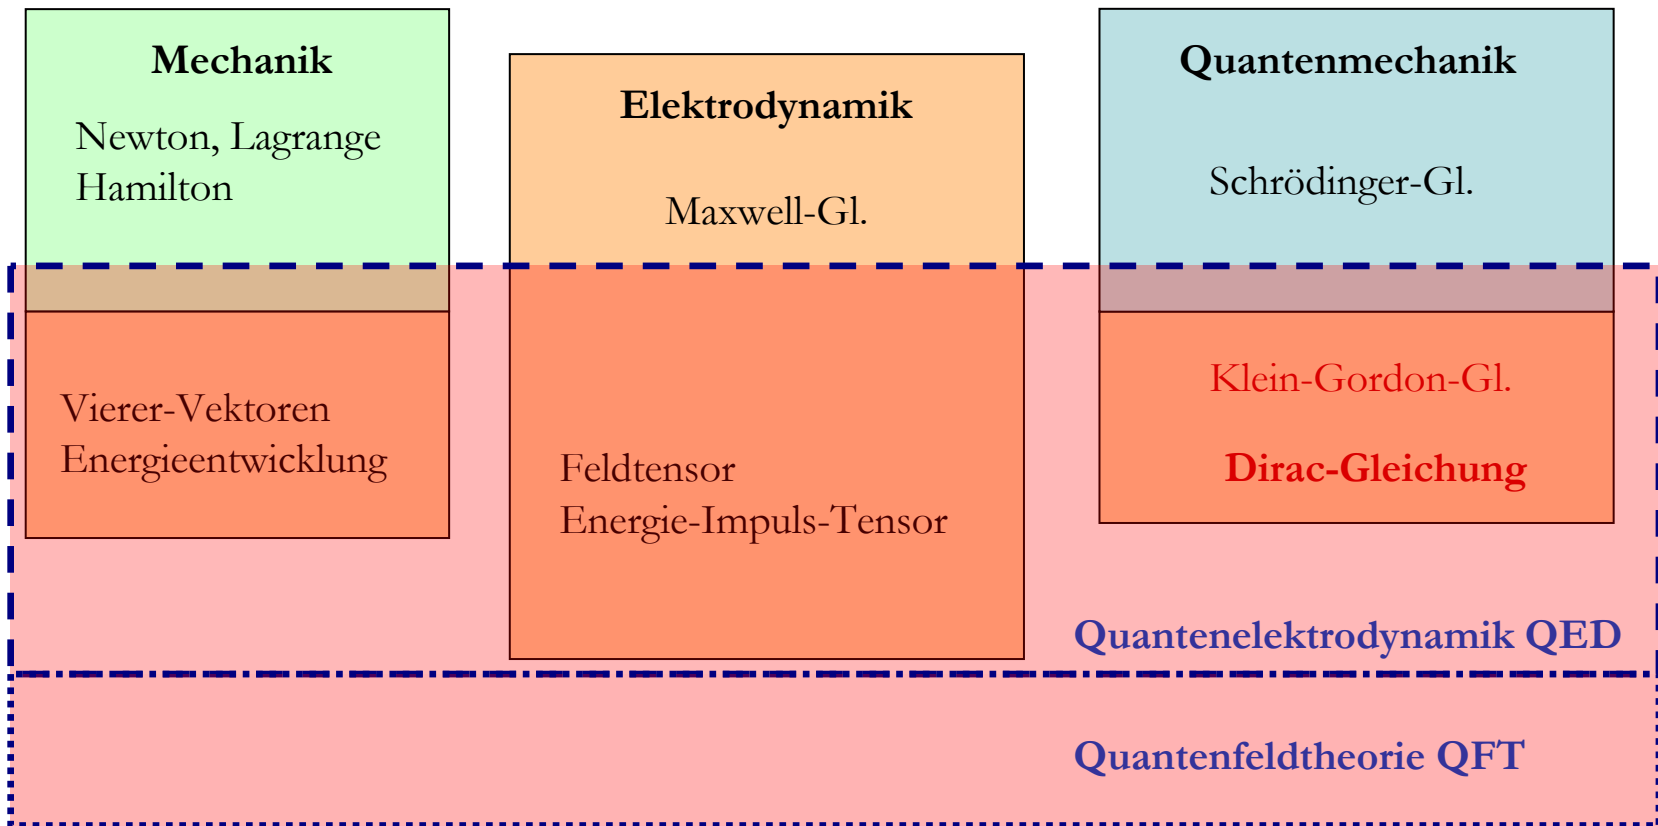 Mechanik
Newton, Lagrange
Hamilton
Vierer-Vektoren
Energieentwicklung
Elektrodynamik
Maxwell-Gl.
Feldtensor
Energie-Impuls-Tensor
Quantenmechanik
Schrödinger-Gl.
Klein-Gordon-Gl.
Dirac-Gleichung
Quantenelektrodynamik QED
Quantenfeldtheorie QFT